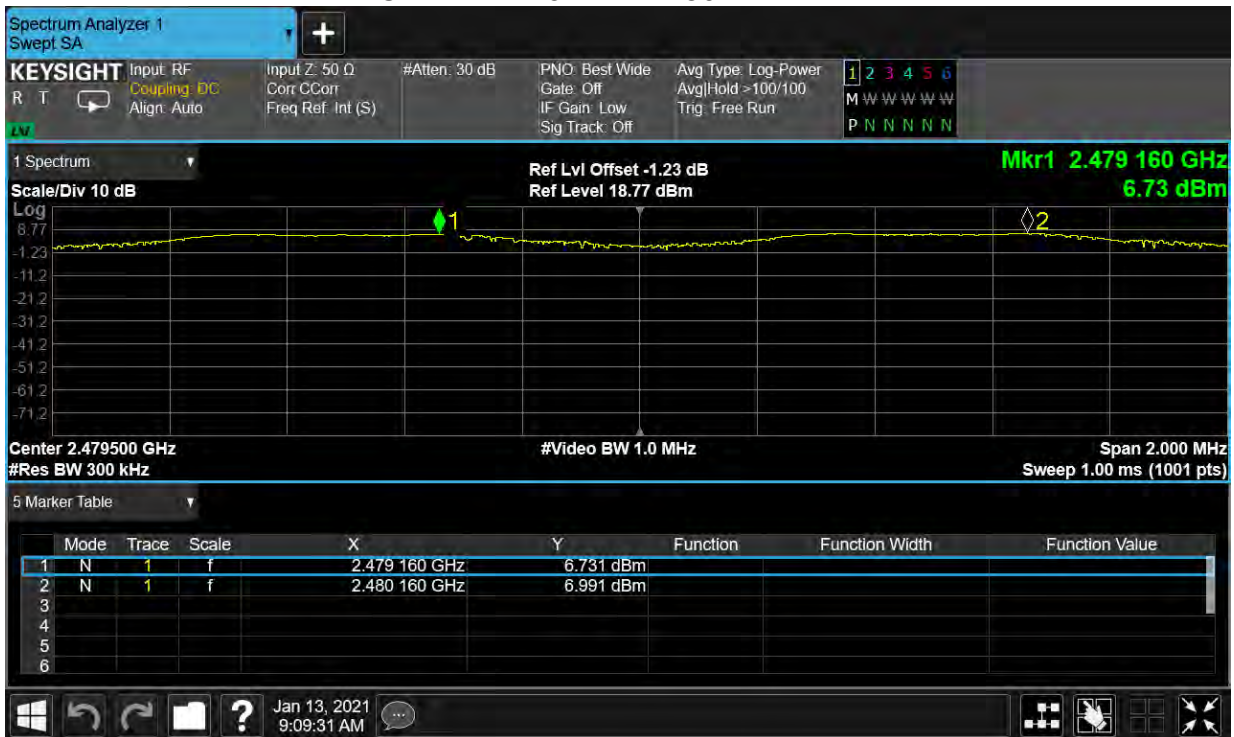 Spectrum Analyzer 1
Swept SA
+
KEYSIGHT Input: RF Input Z: 50 Ω #Atten: 30 dB PNO: Best Wide Avg Type: Log-Power 1 2 3 4 5 6
R T Coupling: DC Corr CCorr Gate: Off Avg|Hold >100/100 M W W W W W
Align: Auto Freq Ref: Int (S) IF Gain: Low Trig: Free Run
Sig Track: Off P N N N N N
1 Spectrum Ref Lvl Offset -1.23 dB Mkr1 2.479 160 GHz
Scale/Div 10 dB Ref Level 18.77 dBm 6.73 dBm
Log
1 2
8.77
-1.23
-11.2
-21.2
-31.2
-41.2
-51.2
-61.2
-71.2
Center 2.479500 GHz #Video BW 1.0 MHz Span 2.000 MHz
#Res BW 300 kHz Sweep 1.00 ms (1001 pts)
5 Marker Table
Mode Trace Scale X Y Function Function Width Function Value
1 N 1 f 2.479 160 GHz 6.731 dBm
2 N 1 f 2.480 160 GHz 6.991 dBm
3
4
5
6
? Jan 13, 2021
9:09:31 AM